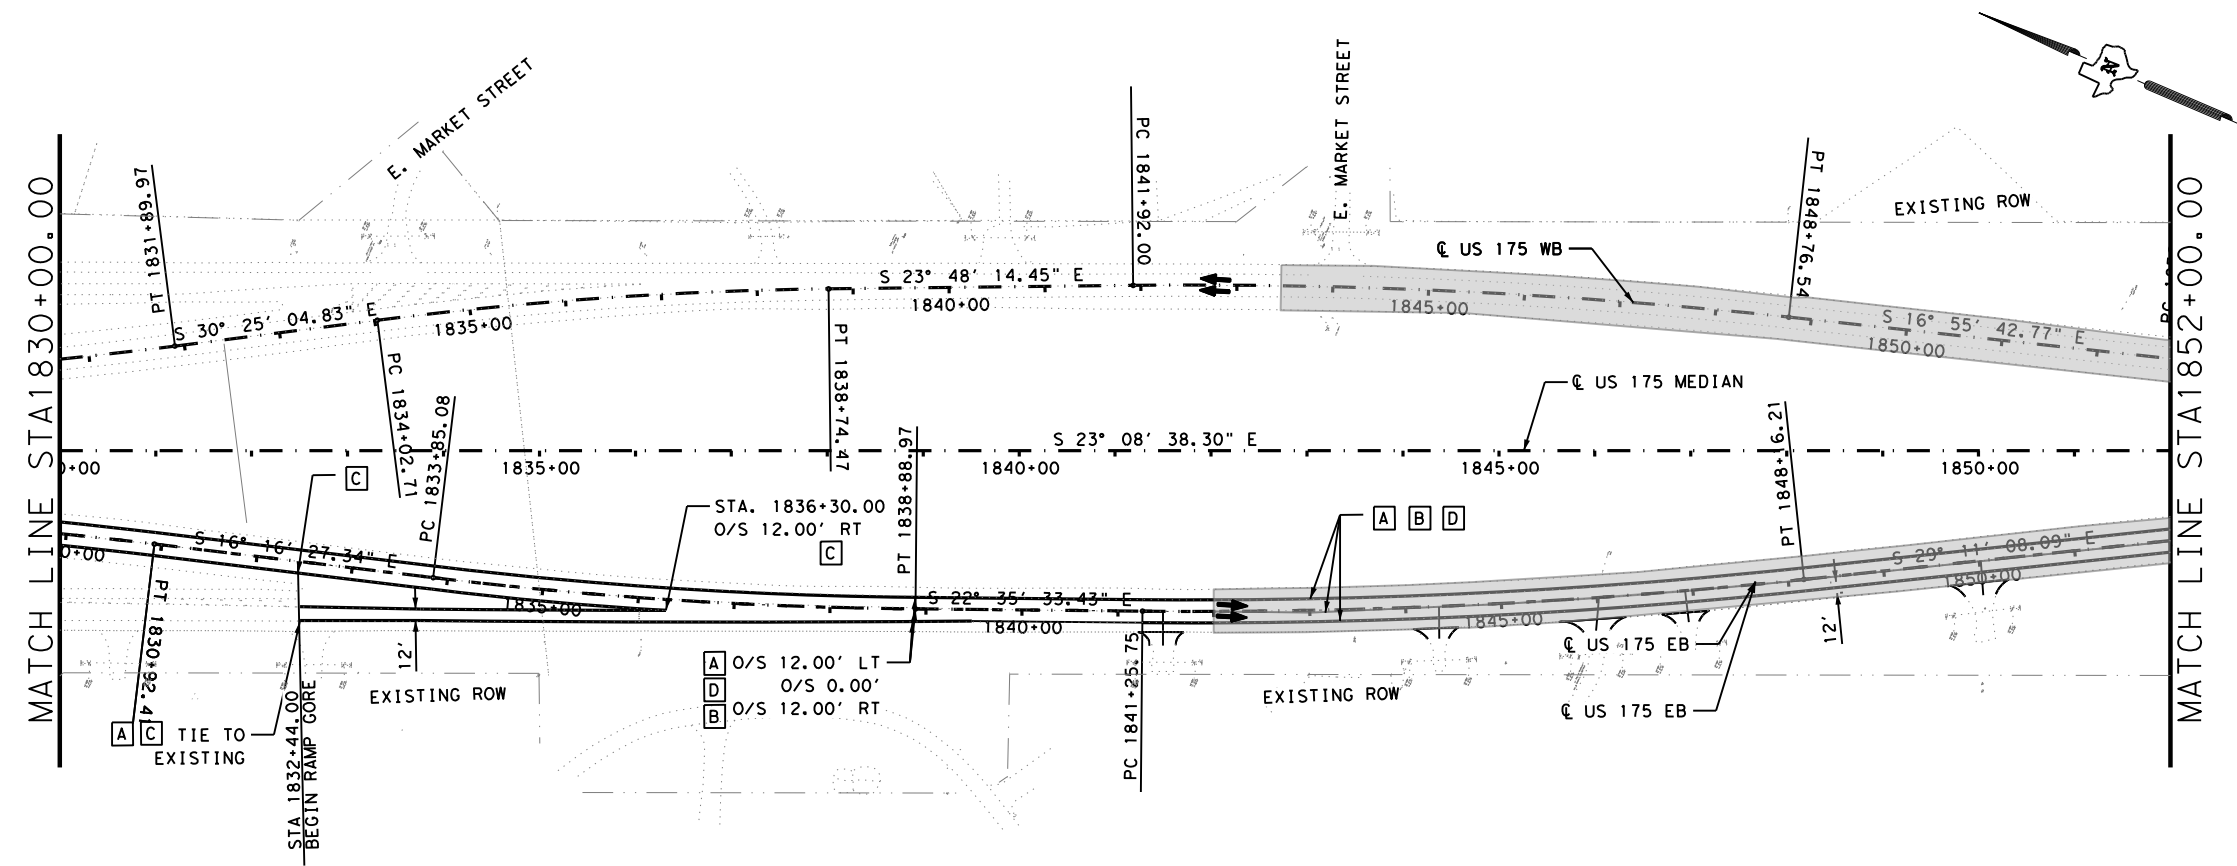 MATCH LINE STA1830+00.00
MATCH LINE STA1852+00.00
N
E. MARKET STREET
E. MARKET STREET
PT 1831+89.97
S 30° 25' 04.83" E
PC 1834+02.71
1835+00
PT 1838+74.47
S 23° 48' 14.45" E
1840+00
PC 1841+92.00
℄ US 175 WB
1845+00
PT 1848+76.54
EXISTING ROW
S 16° 55' 42.77" E
1850+00
℄ US 175 MEDIAN
S 23° 08' 38.30" E
0+00
1835+00
1840+00
1845+00
1850+00
C
PC 1833+85.08
STA. 1836+30.00
O/S 12.00' RT
C
PT 1838+88.97
A B D
PT 1848+16.21
S 16° 16' 27.34" E
0+00
1835+00
S 22° 35' 33.43" E
1840+00
1845+00
S 29° 11' 08.09" E
1850+00
PT 1830+92.4
12'
12'
℄ US 175 EB
℄ US 175 EB
A O/S 12.00' LT
D O/S 0.00'
B O/S 12.00' RT
PC 1841+25.75
EXISTING ROW
EXISTING ROW
A C TIE TO
EXISTING
STA 1832+44.00
BEGIN RAMP GORE